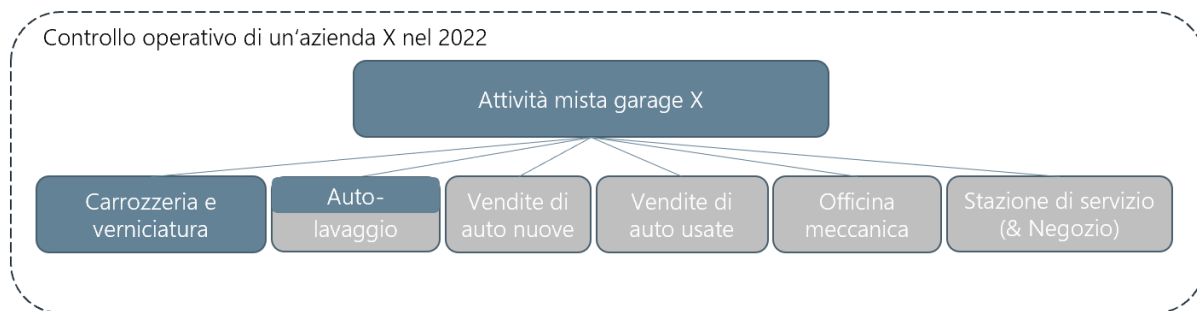 Controllo operativo di un'azienda X nel 2022
Attività mista garage X
Carrozzeria e
verniciatura
Auto-
lavaggio
Vendite di
auto nuove
Vendite di
auto usate
Officina
meccanica
Stazione di servizio
(& Negozio)